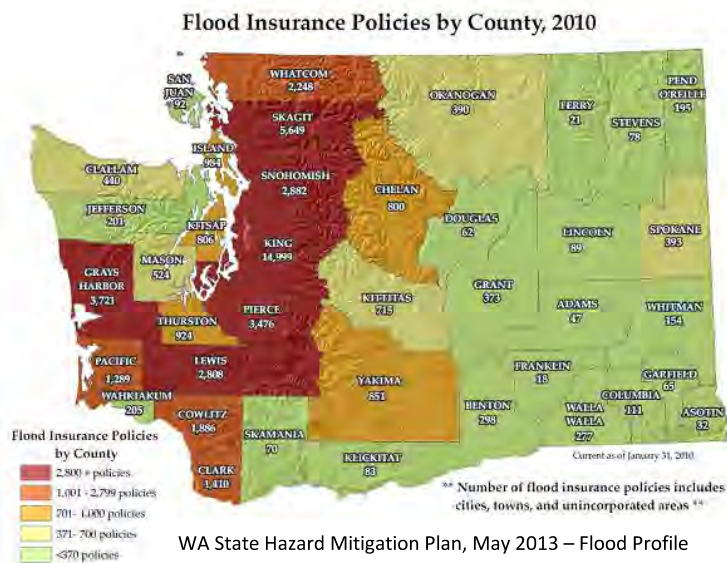 Flood Insurance Policies by County, 2010
WHATCOM
2,248
SAN
JUAN
92
SKAGIT
5,649
OKANOGAN
390
FERRY
21
PEND
O'REILLE
195
STEVENS
78
ISLAND
984
SNOHOMISH
2,882
CLALLAM
440
CHELAN
800
JEFFERSON
201
KITSAP
806
DOUGLAS
62
LINCOLN
89
SPOKANE
393
KING
14,999
MASON
524
GRAYS
HARBOR
3,721
GRANT
373
KITTITAS
715
ADAMS
47
WHITMAN
154
PIERCE
3,476
THURSTON
924
PACIFIC
1,289
LEWIS
2,808
YAKIMA
851
FRANKLIN
18
GARFIELD
65
COLUMBIA
111
WAHKIAKUM
205
BENTON
298
WALLA
WALLA
277
ASOTIN
32
COWLITZ
1,886
SKAMANIA
70
KLICKITAT
83
CLARK
1,410
Flood Insurance Policies
by County
2,800 + policies
1,001 - 2,799 policies
701- 1,000 policies
371- 700 policies
<370 policies
Current as of January 31, 2010
** Number of flood insurance policies includes
cities, towns, and unincorporated areas **
WA State Hazard Mitigation Plan, May 2013 – Flood Profile